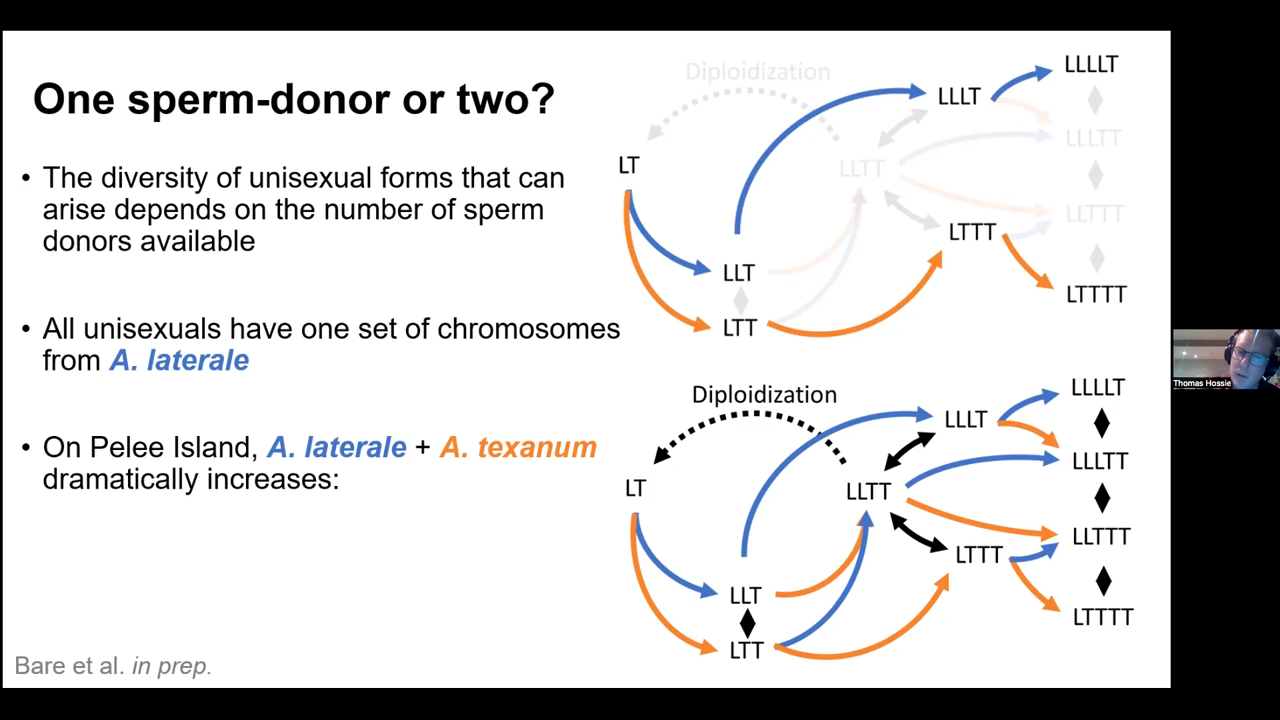 One sperm-donor or two?
• The diversity of unisexual forms that can
arise depends on the number of sperm
donors available
• All unisexuals have one set of chromosomes
from A. laterale
• On Pelee Island, A. laterale + A. texanum
dramatically increases:
Bare et al. in prep.
Diploidization
LT
LLT
LTT
LLTT
LLLT
LTTT
LLLLT
LLLTT
LLTTT
LTTTT
Diploidization
LT
LLT
LTT
LLTT
LLLT
LTTT
LLLLT
LLLTT
LLTTT
LTTTT
Thomas Hossie